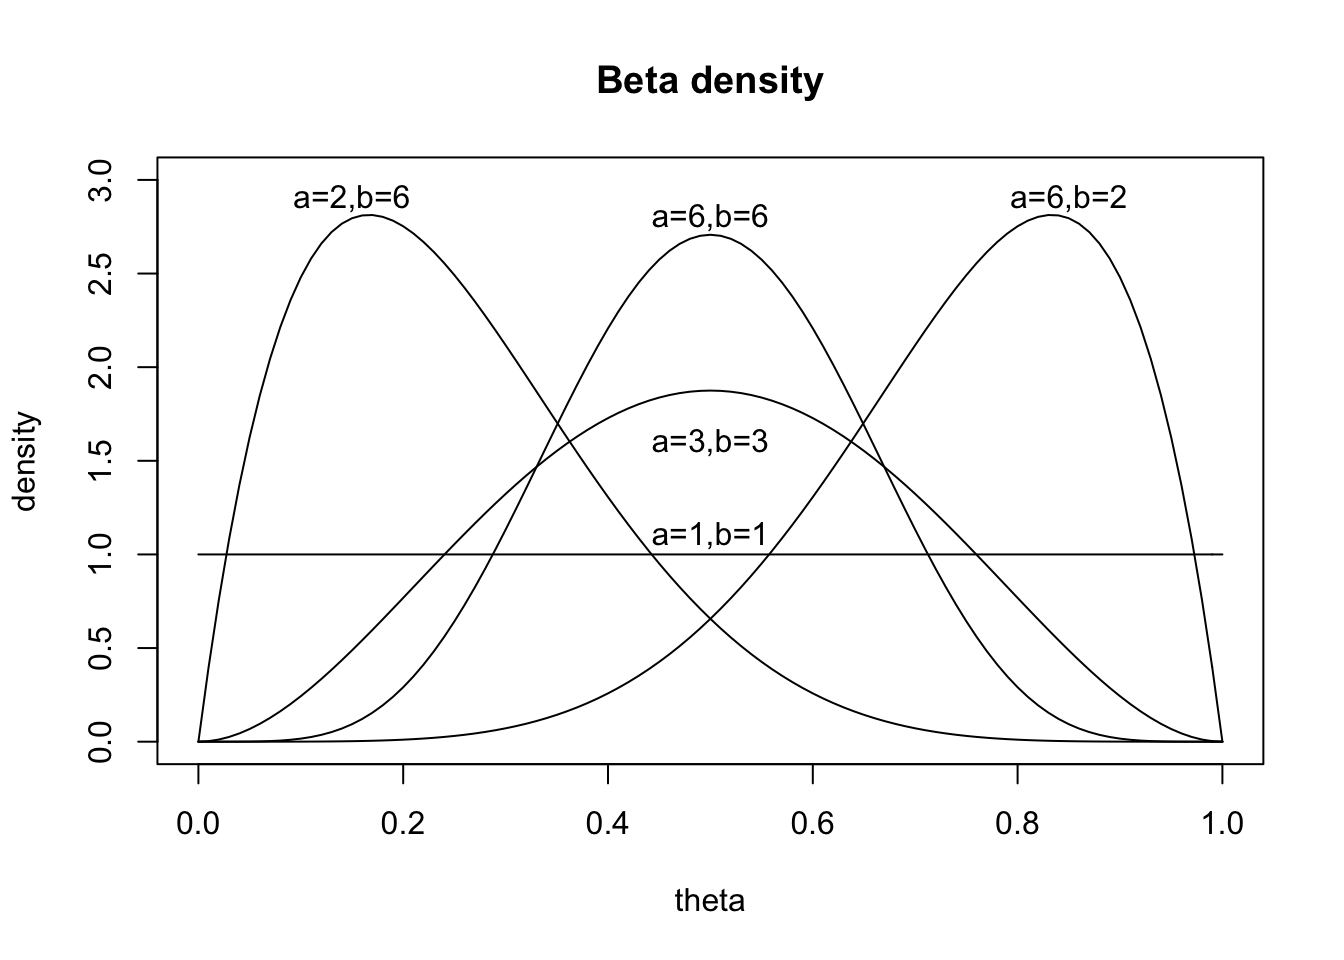 Beta density
a=2,b=6
a=6,b=6
a=6,b=2
a=3,b=3
a=1,b=1
density
3.0
2.5
2.0
1.5
1.0
0.5
0.0
0.0 0.2 0.4 0.6 0.8 1.0
theta